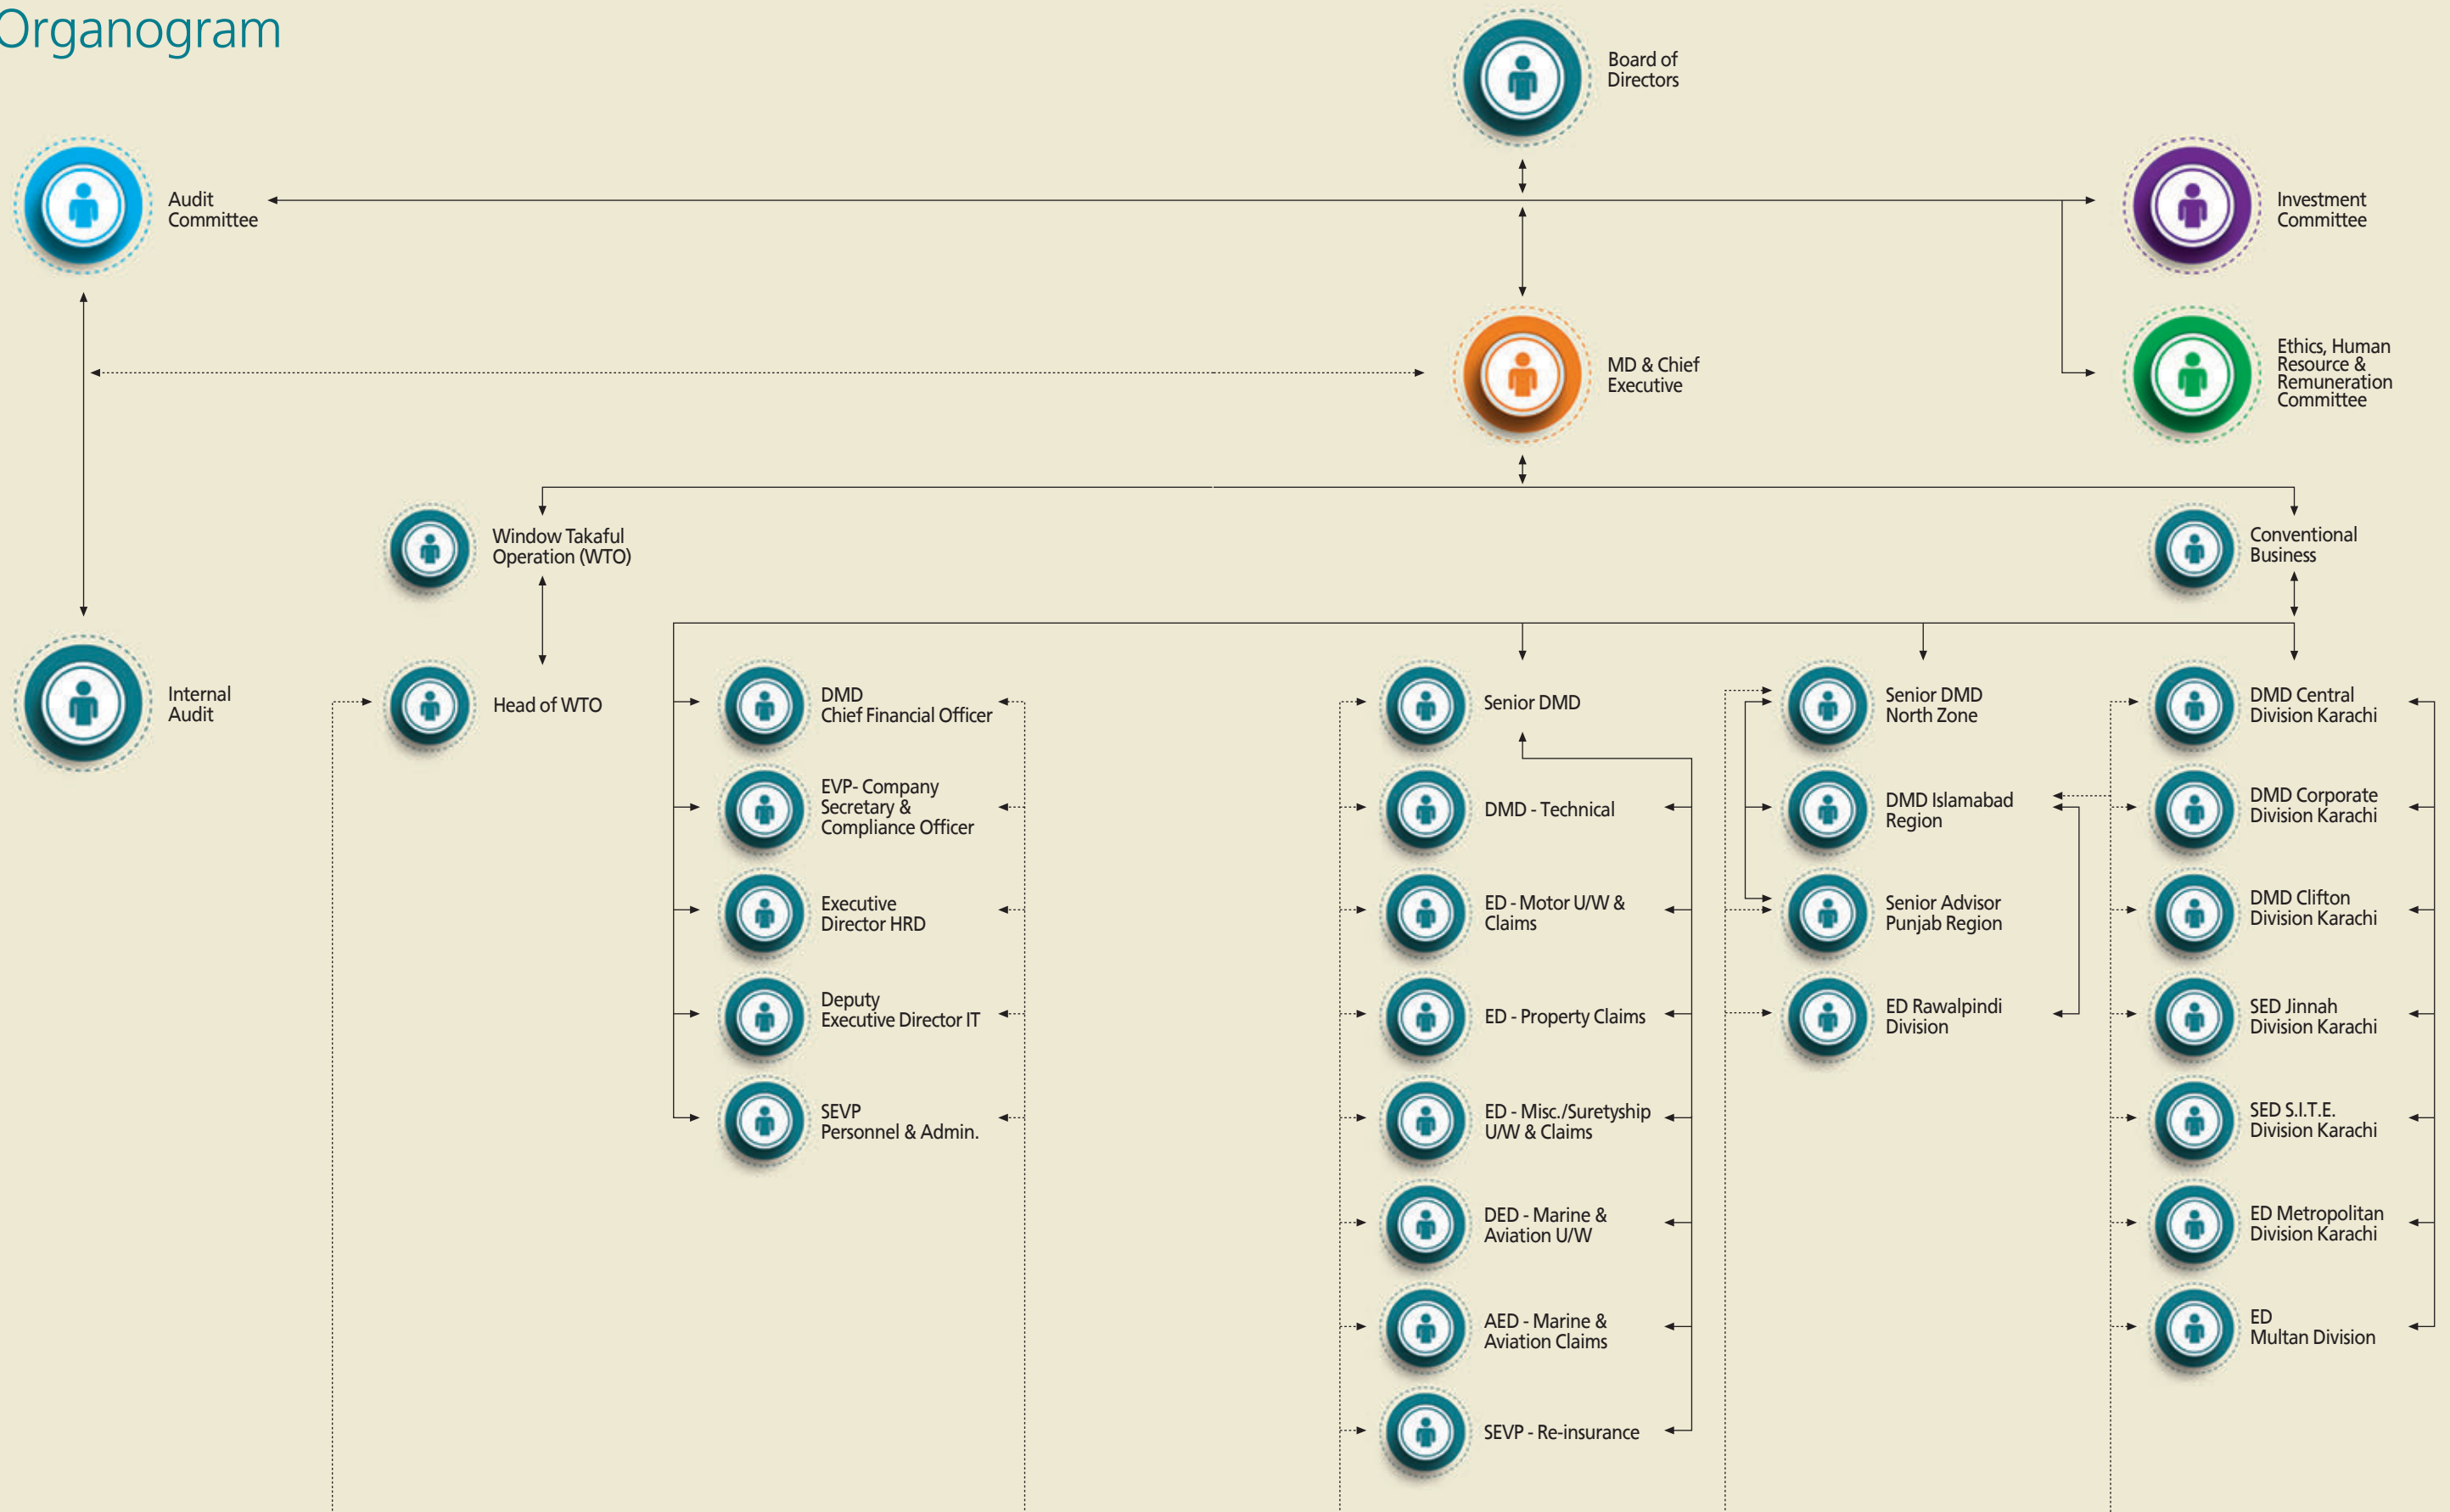 Organogram
Board of
Directors
Audit
Committee
Investment
Committee
MD & Chief
Executive
Ethics, Human
Resource &
Remuneration
Committee
Window Takaful
Operation (WTO)
Conventional
Business
Internal
Audit
Head of WTO
DMD
Chief Financial Officer
EVP- Company
Secretary &
Compliance Officer
Executive
Director HRD
Deputy
Executive Director IT
SEVP
Personnel & Admin.
Senior DMD
DMD - Technical
ED - Motor U/W &
Claims
ED - Property Claims
ED - Misc./Suretyship
U/W & Claims
DED - Marine &
Aviation U/W
AED - Marine &
Aviation Claims
SEVP - Re-insurance
Senior DMD
North Zone
DMD Islamabad
Region
Senior Advisor
Punjab Region
ED Rawalpindi
Division
DMD Central
Division Karachi
DMD Corporate
Division Karachi
DMD Clifton
Division Karachi
SED Jinnah
Division Karachi
SED S.I.T.E.
Division Karachi
ED Metropolitan
Division Karachi
ED
Multan Division